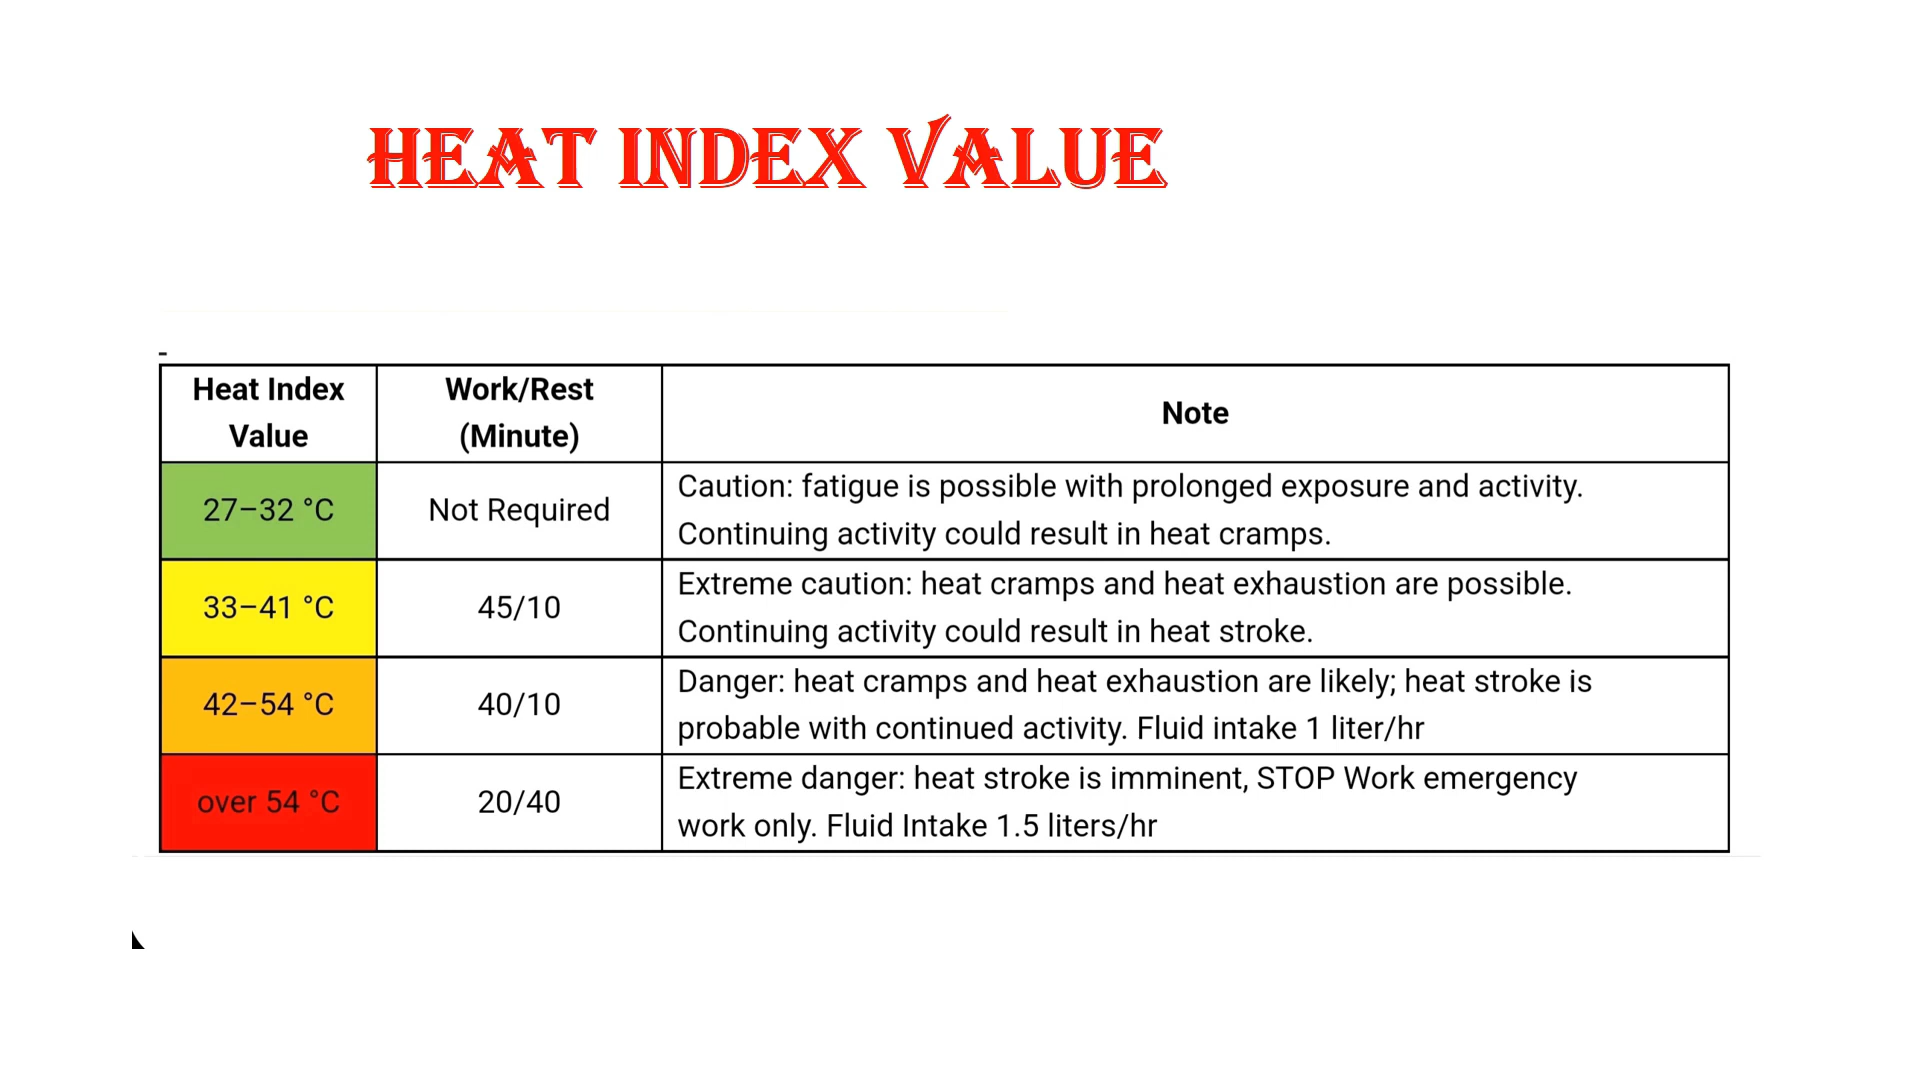 HEAT INDEX VALUE
-
Heat Index
Value
Work/Rest
(Minute)
Note
27–32 °C
Not Required
Caution: fatigue is possible with prolonged exposure and activity.
Continuing activity could result in heat cramps.
33–41 °C
45/10
Extreme caution: heat cramps and heat exhaustion are possible.
Continuing activity could result in heat stroke.
42–54 °C
40/10
Danger: heat cramps and heat exhaustion are likely; heat stroke is
probable with continued activity. Fluid intake 1 liter/hr
over 54 °C
20/40
Extreme danger: heat stroke is imminent, STOP Work emergency
work only. Fluid Intake 1.5 liters/hr